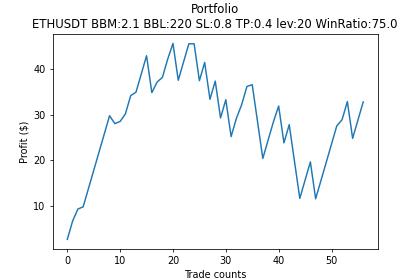 Portfolio
ETHUSDT BBM:2.1 BBL:220 SL:0.8 TP:0.4 lev:20 WinRatio:75.0
Profit ($)
40
30
20
10
0
10
20
30
40
50
Trade counts